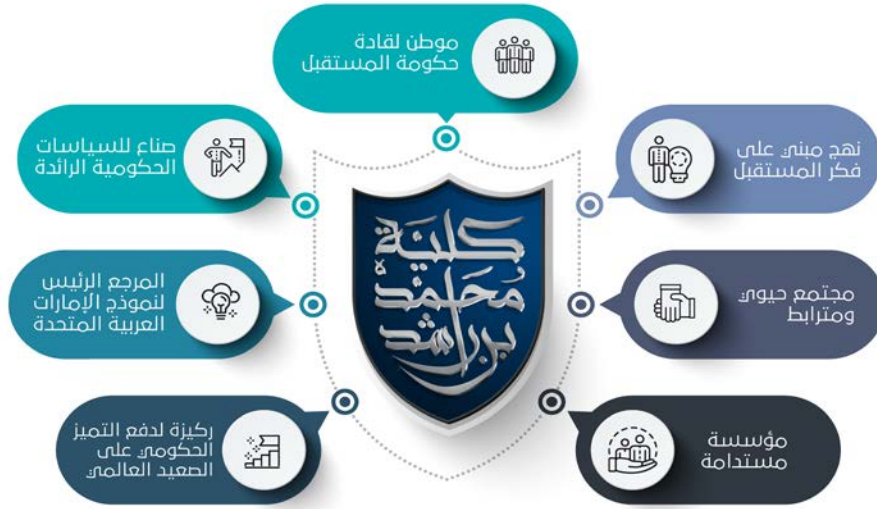 موطن لقادة
حكومة المستقبل
نهج مبني على
فكر المستقبل
صناع للسياسات
الحكومية الرائدة
كلية
محمد
بن راشد
مجتمع حيوي
ومترابط
المرجع الرئيس
لنموذج الإمارات
العربية المتحدة
مؤسسة
مستدامة
ركيزة لدفع التميز
الحكومي على
الصعيد العالمي